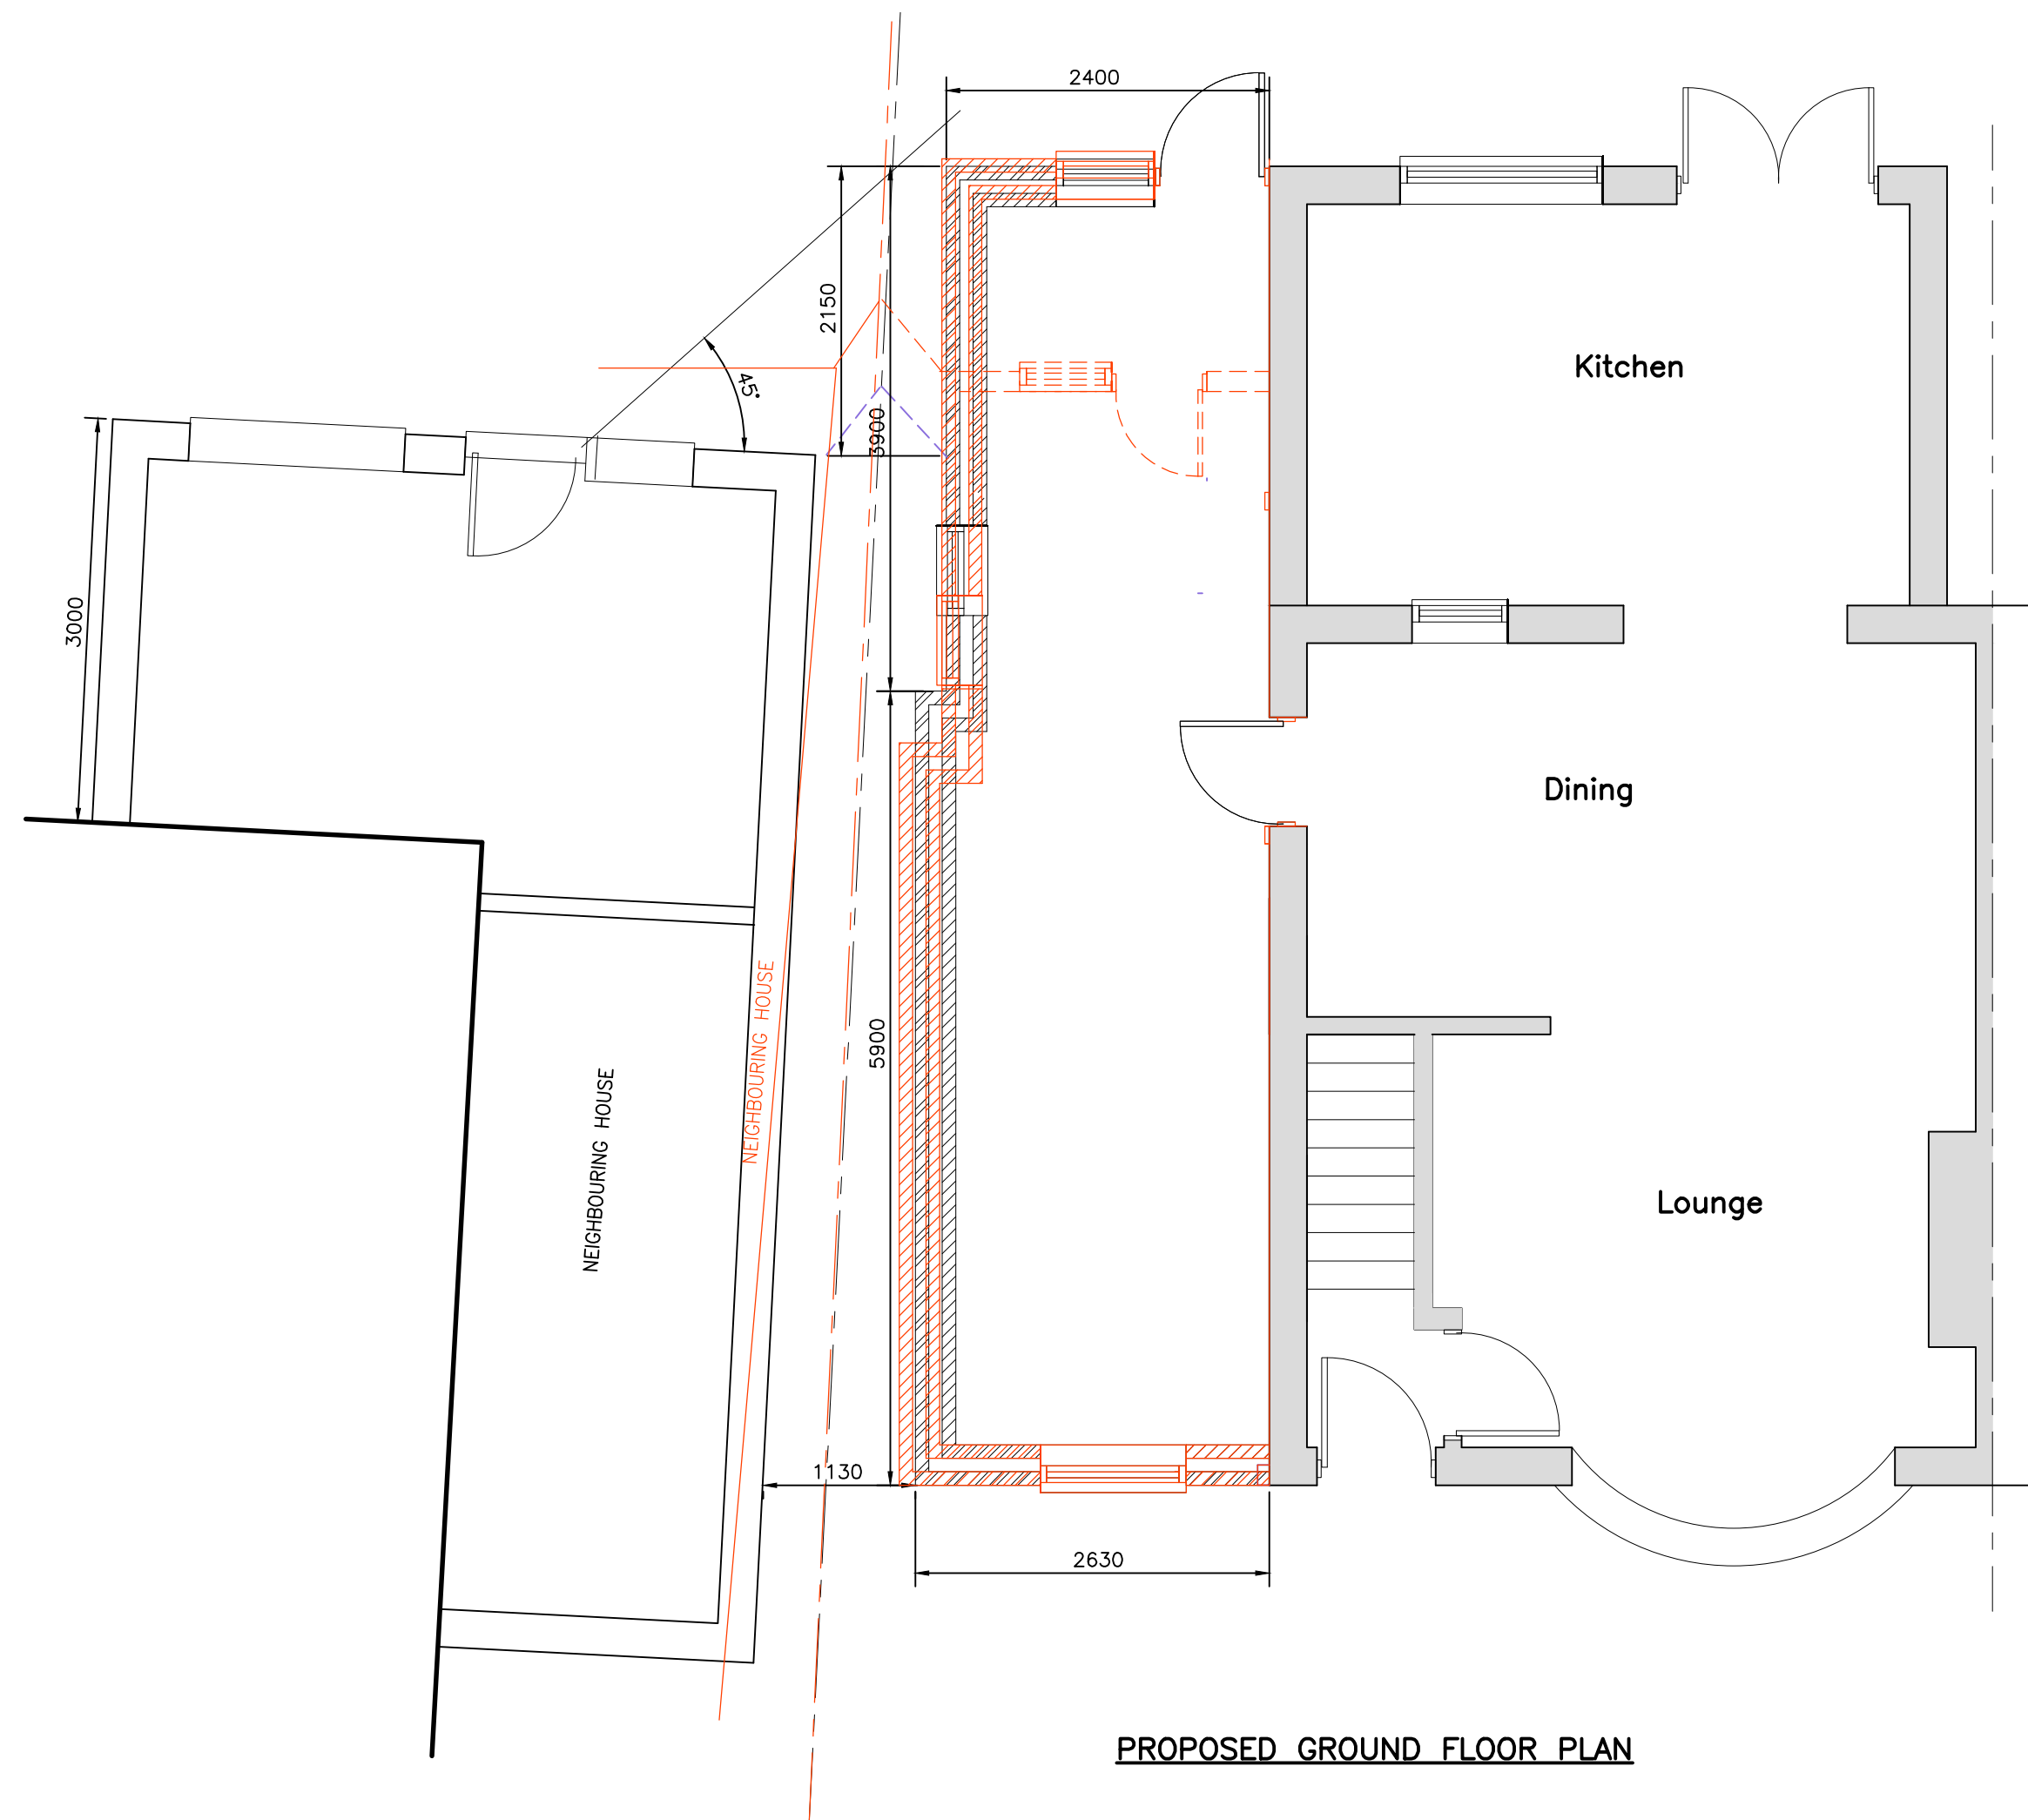 2400
2150
3900
45°
Kitchen
3000
Dining
NEIGHBOURING HOUSE
5900
NEIGHBOURING HOUSE
Lounge
1130
2630
PROPOSED GROUND FLOOR PLAN